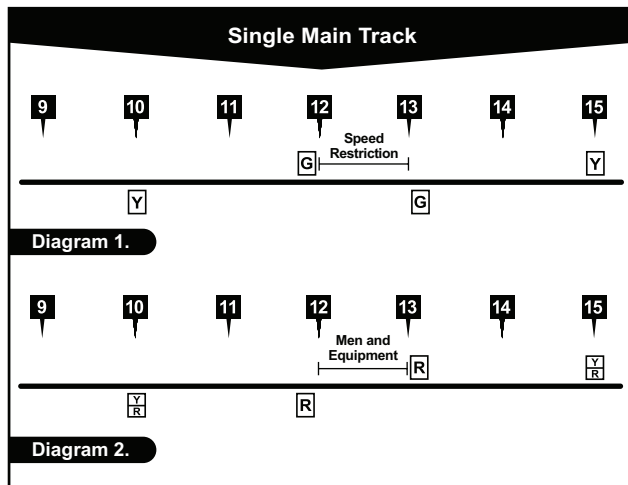 Single Main Track
9 10 11 12 13 14 15
Speed
Restriction
G Y
Y G
Diagram 1.
9 10 11 12 13 14 15
Men and
Equipment
R Y
R
Y
R R
Diagram 2.